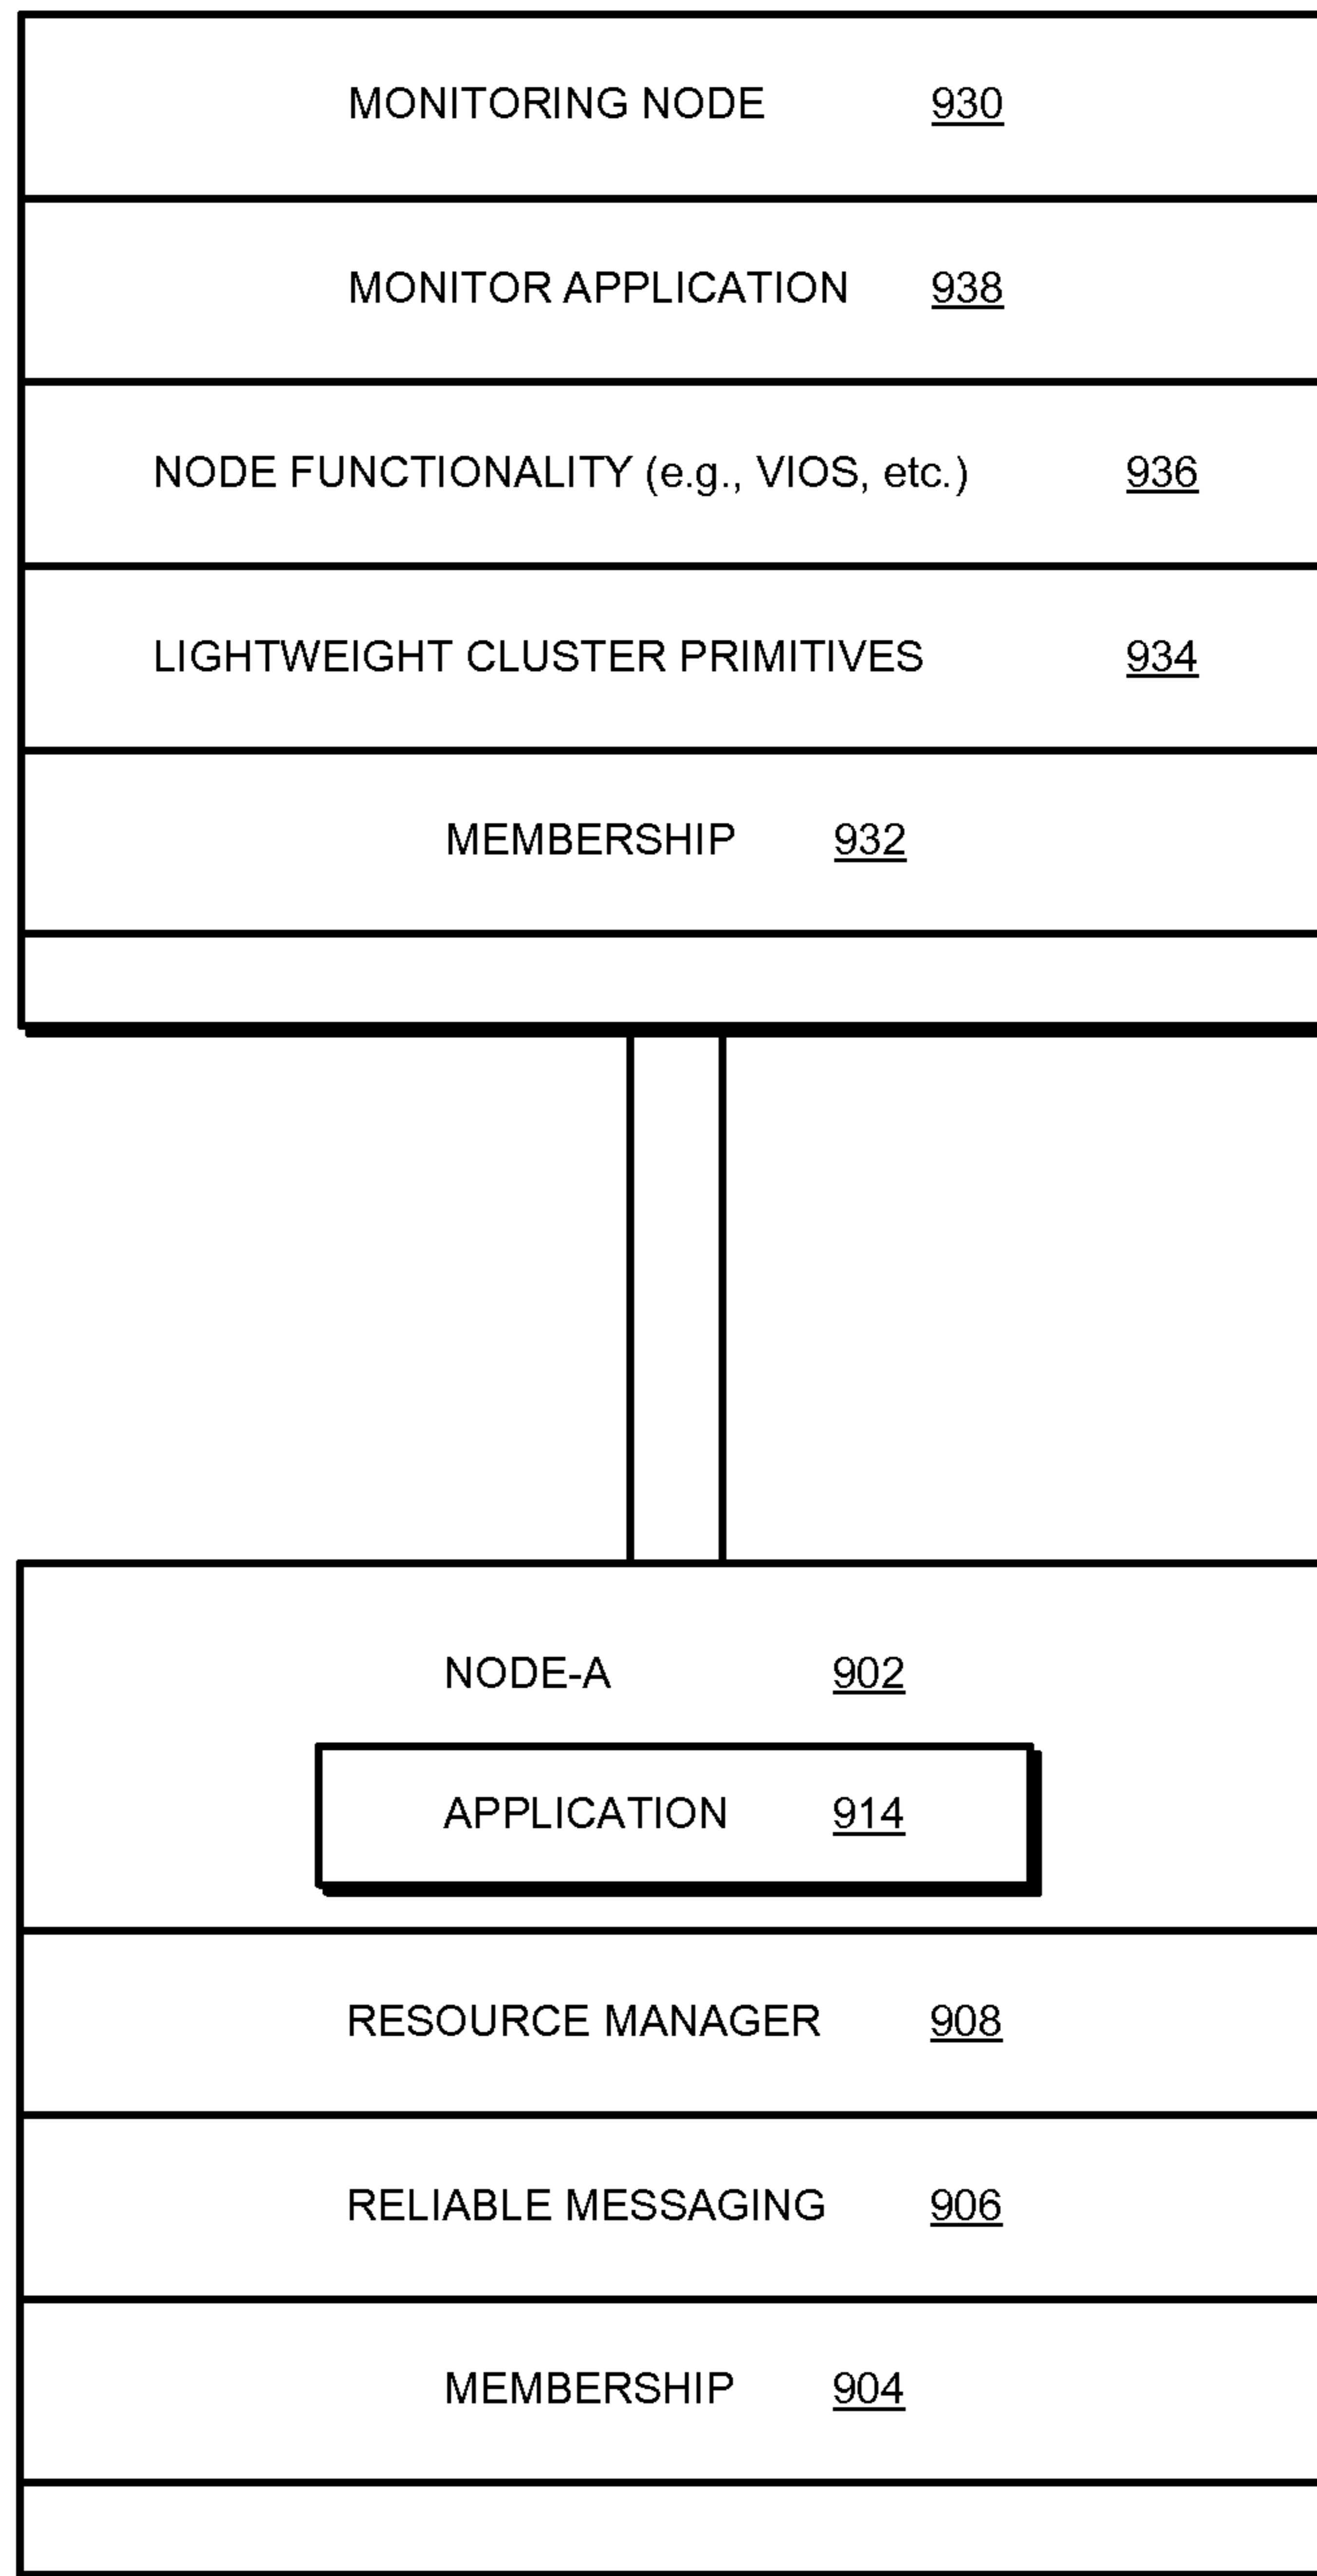 MONITORING NODE 930
MONITOR APPLICATION 938
NODE FUNCTIONALITY (e.g., VIOS, etc.) 936
LIGHTWEIGHT CLUSTER PRIMITIVES 934
MEMBERSHIP 932
NODE-A 902
APPLICATION 914
RESOURCE MANAGER 908
RELIABLE MESSAGING 906
MEMBERSHIP 904